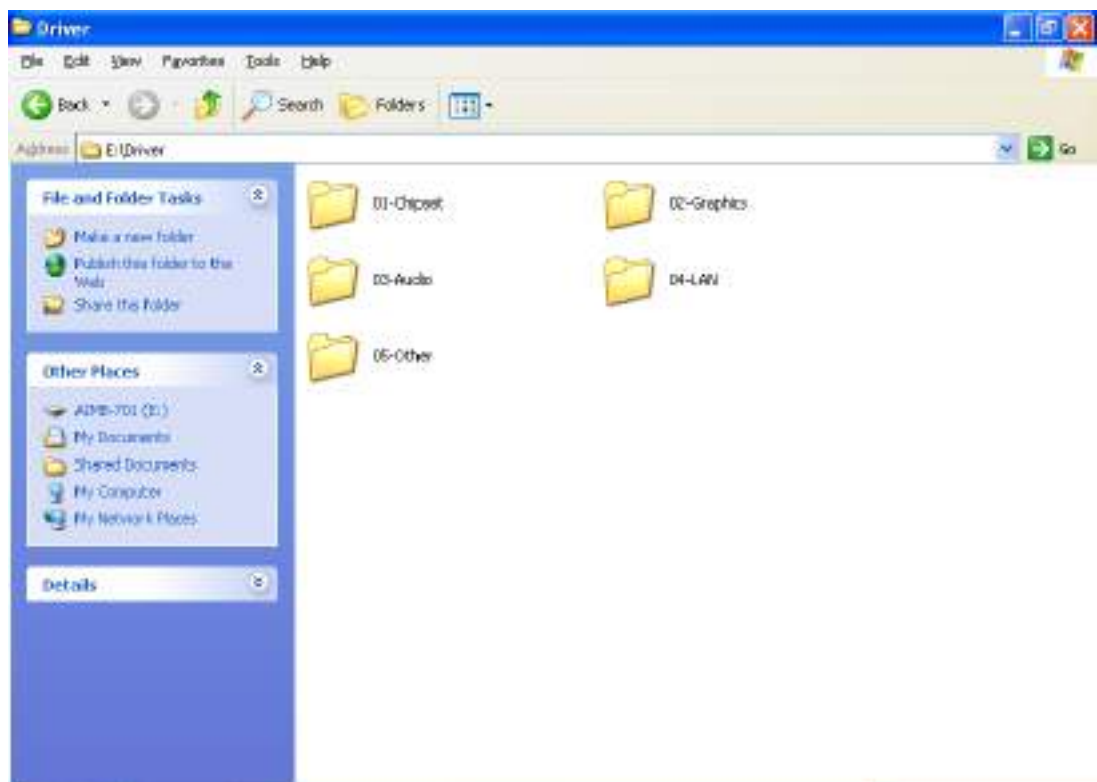 Driver
File Edit View Favorites Tools Help
Back Search Folders
Address E:\Driver Go
File and Folder Tasks
Make a new folder
Publish this folder to the
Web
Share this folder
Other Places
AIMB-701 (E:)
My Documents
Shared Documents
My Computer
My Network Places
Details
01-Chipset 02-Graphics
03-Audio 04-LAN
05-Other